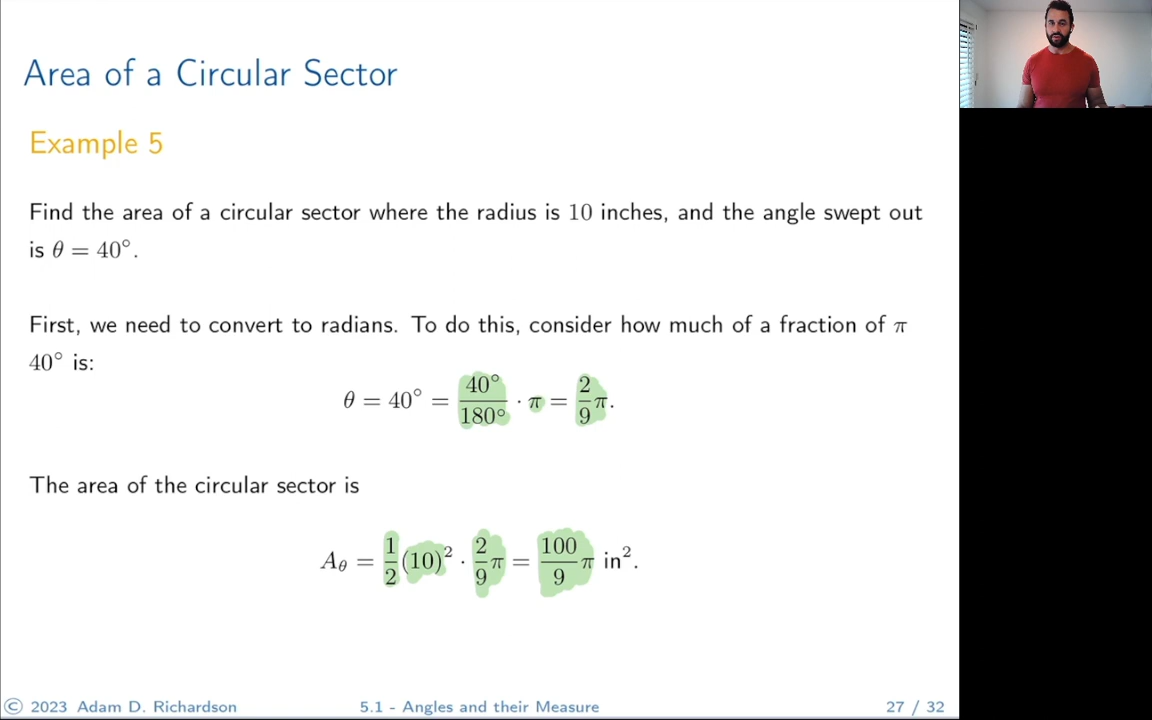 Area of a Circular Sector
Example 5
Find the area of a circular sector where the radius is 10 inches, and the angle swept out
is θ = 40°.
First, we need to convert to radians. To do this, consider how much of a fraction of π
40° is:
θ = 40° = 40°/180° · π = 2/9 π.
The area of the circular sector is
A_θ = 1/2 (10)² · 2/9 π = 100/9 π in².
© 2023 Adam D. Richardson 5.1 - Angles and their Measure 27 / 32